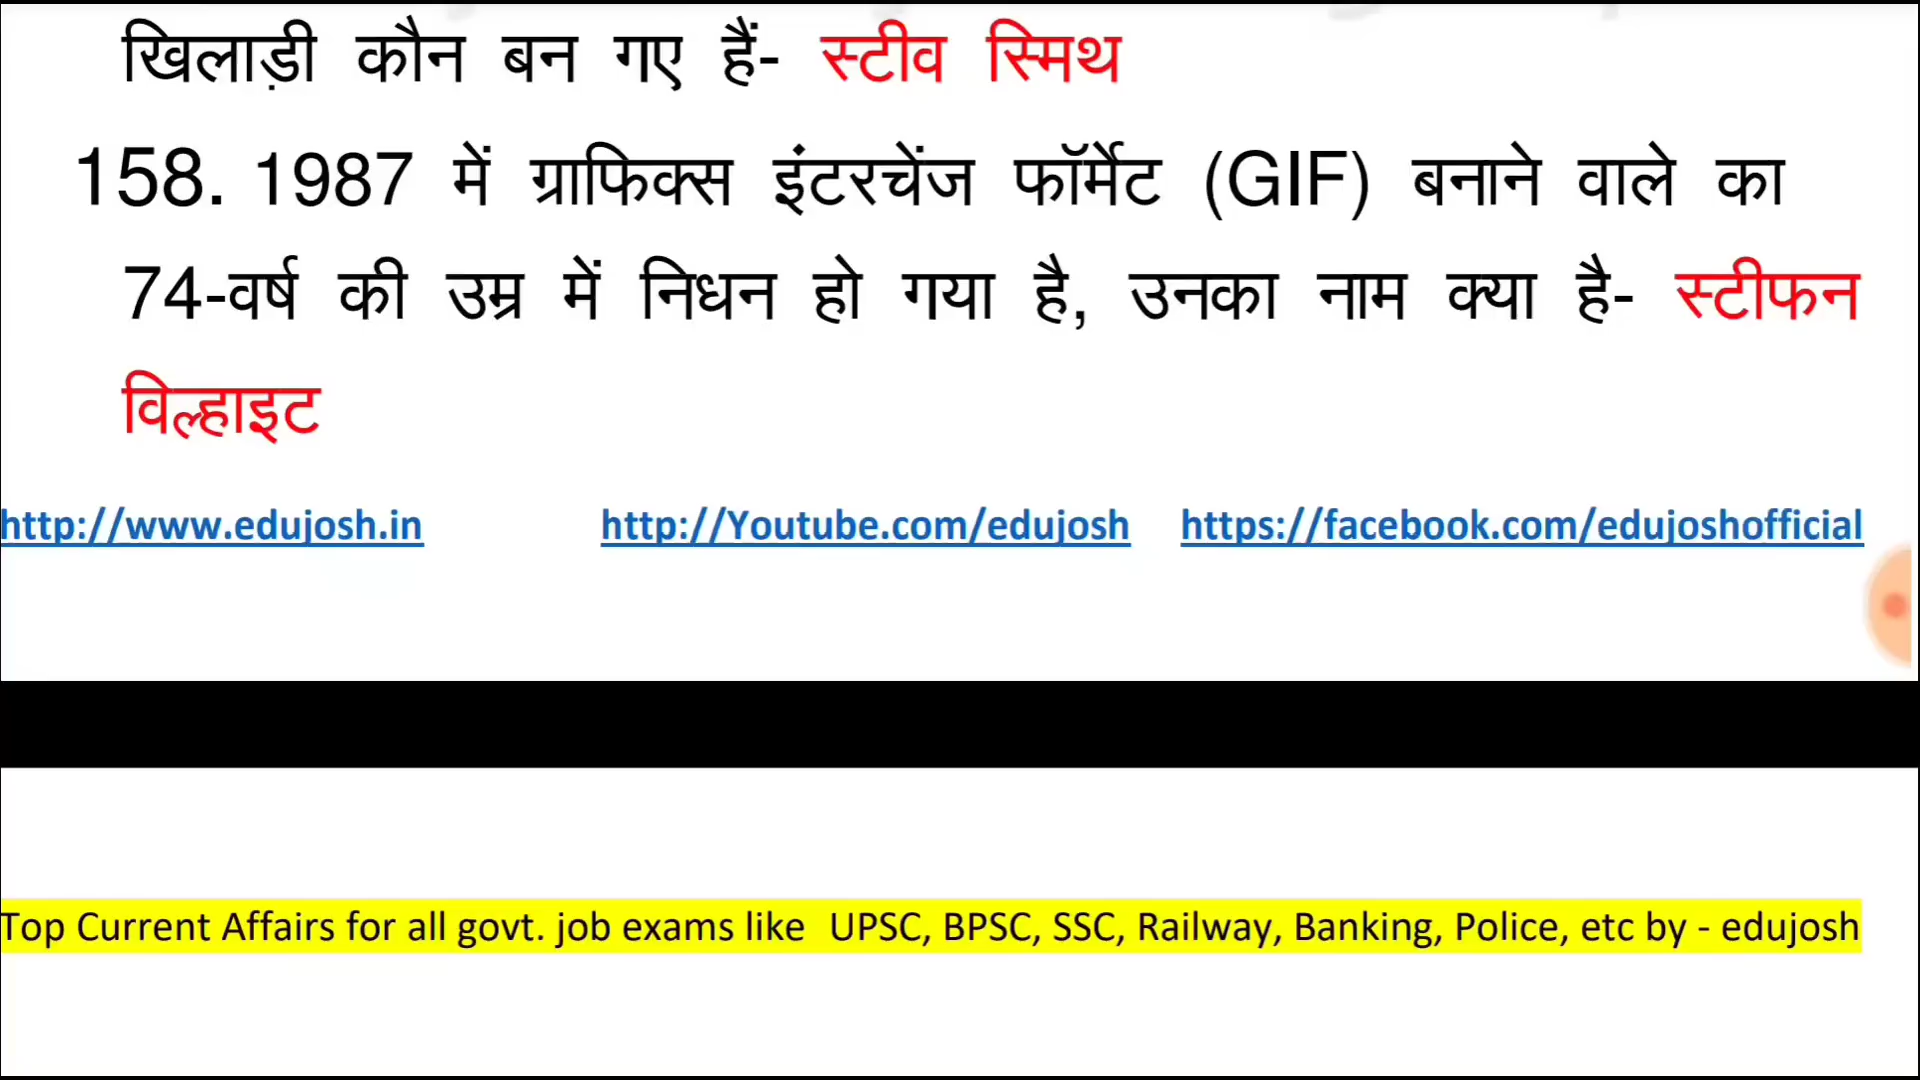 खिलाड़ी कौन बन गए हैं- स्टीव स्मिथ
158. 1987 में ग्राफिक्स इंटरचेंज फॉर्मैट (GIF) बनाने वाले का
74-वर्ष की उम्र में निधन हो गया है, उनका नाम क्या है- स्टीफन
विल्हाइट
http://www.edujosh.in http://Youtube.com/edujosh https://facebook.com/edujoshofficial
Top Current Affairs for all govt. job exams like UPSC, BPSC, SSC, Railway, Banking, Police, etc by - edujosh